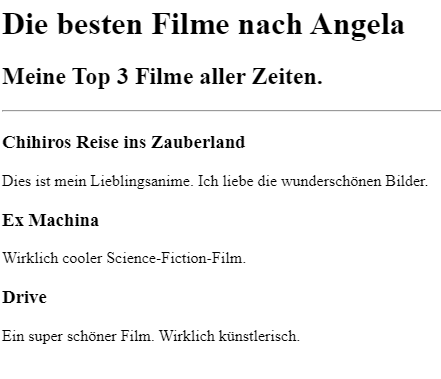 Die besten Filme nach Angela
Meine Top 3 Filme aller Zeiten.
Chihiros Reise ins Zauberland
Dies ist mein Lieblingsanime. Ich liebe die wunderschönen Bilder.
Ex Machina
Wirklich cooler Science-Fiction-Film.
Drive
Ein super schöner Film. Wirklich künstlerisch.